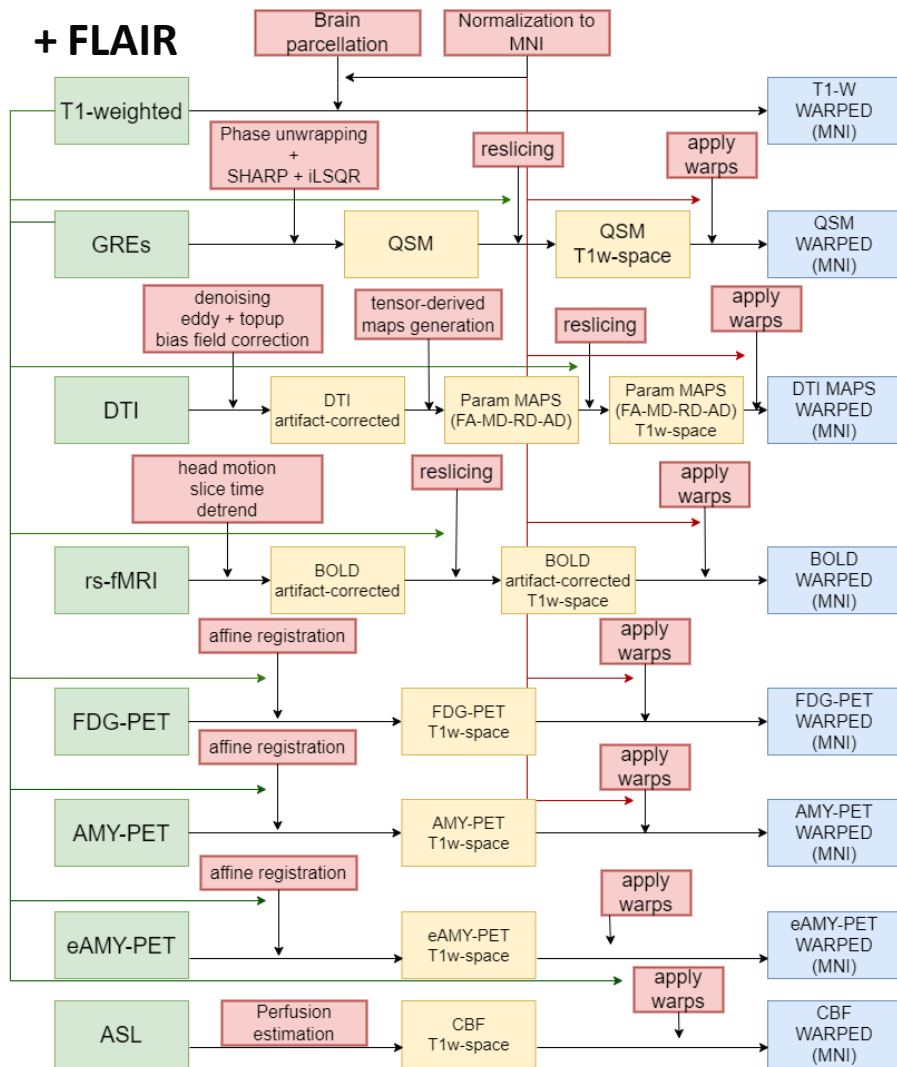 + FLAIR
Brain
parcellation
Normalization to
MNI
T1-weighted
T1-W
WARPED
(MNI)
Phase unwrapping
+
SHARP + iLSQR
reslicing
apply
warps
GREs
QSM
QSM
T1w-space
QSM
WARPED
(MNI)
denoising
eddy + topup
bias field correction
tensor-derived
maps generation
reslicing
apply
warps
DTI
DTI
artifact-corrected
Param MAPS
(FA-MD-RD-AD)
Param MAPS
(FA-MD-RD-AD)
T1w-space
DTI MAPS
WARPED
(MNI)
head motion
slice time
detrend
reslicing
apply
warps
rs-fMRI
BOLD
artifact-corrected
BOLD
artifact-corrected
T1w-space
BOLD
WARPED
(MNI)
affine registration
apply
warps
FDG-PET
FDG-PET
T1w-space
FDG-PET
WARPED
(MNI)
affine registration
apply
warps
AMY-PET
AMY-PET
T1w-space
AMY-PET
WARPED
(MNI)
affine registration
apply
warps
eAMY-PET
eAMY-PET
T1w-space
eAMY-PET
WARPED
(MNI)
Perfusion
estimation
apply
warps
ASL
CBF
T1w-space
CBF
WARPED
(MNI)